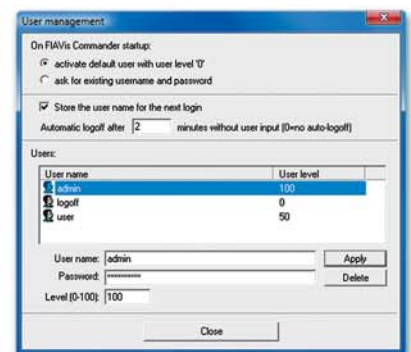 User management
On FIAVis Commander startup:
activate default user with user level '0'
ask for existing username and password
Store the user name for the next login
Automatic logoff after 2 minutes without user input (0=no auto-logoff)
Users:
User name User level
admin 100
logoff 0
user 50
User name: admin Apply
Password: ********** Delete
Level (0-100): 100
Close